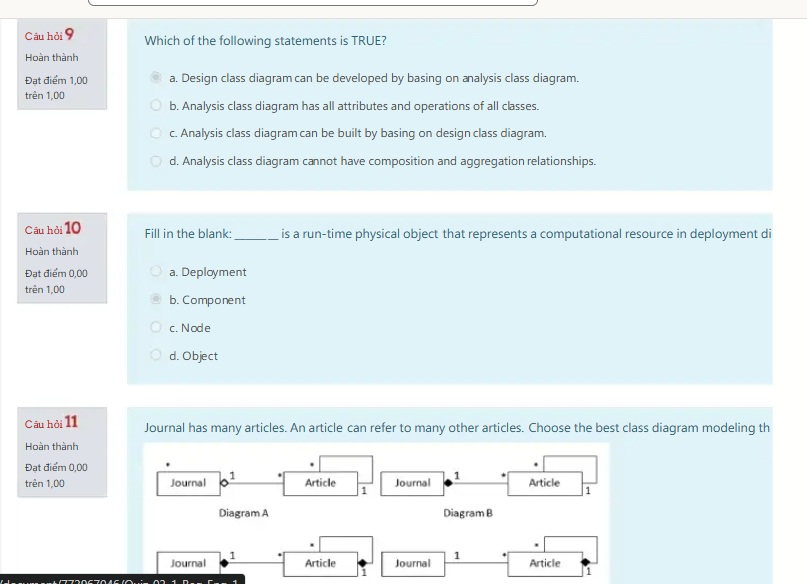 Câu hỏi 9
Hoàn thành
Đạt điểm 1,00
trên 1,00
Which of the following statements is TRUE?
a. Design class diagram can be developed by basing on analysis class diagram.
b. Analysis class diagram has all attributes and operations of all classes.
c. Analysis class diagram can be built by basing on design class diagram.
d. Analysis class diagram cannot have composition and aggregation relationships.
Câu hỏi 10
Hoàn thành
Đạt điểm 0,00
trên 1,00
Fill in the blank: _______ is a run-time physical object that represents a computational resource in deployment di
a. Deployment
b. Component
c. Node
d. Object
Câu hỏi 11
Hoàn thành
Đạt điểm 0,00
trên 1,00
Journal has many articles. An article can refer to many other articles. Choose the best class diagram modeling th
* Journal 1 * Article * 1
Journal 1 * Article * 1
Diagram A
Diagram B
Journal 1 * Article * 1
Journal 1 * Article * 1